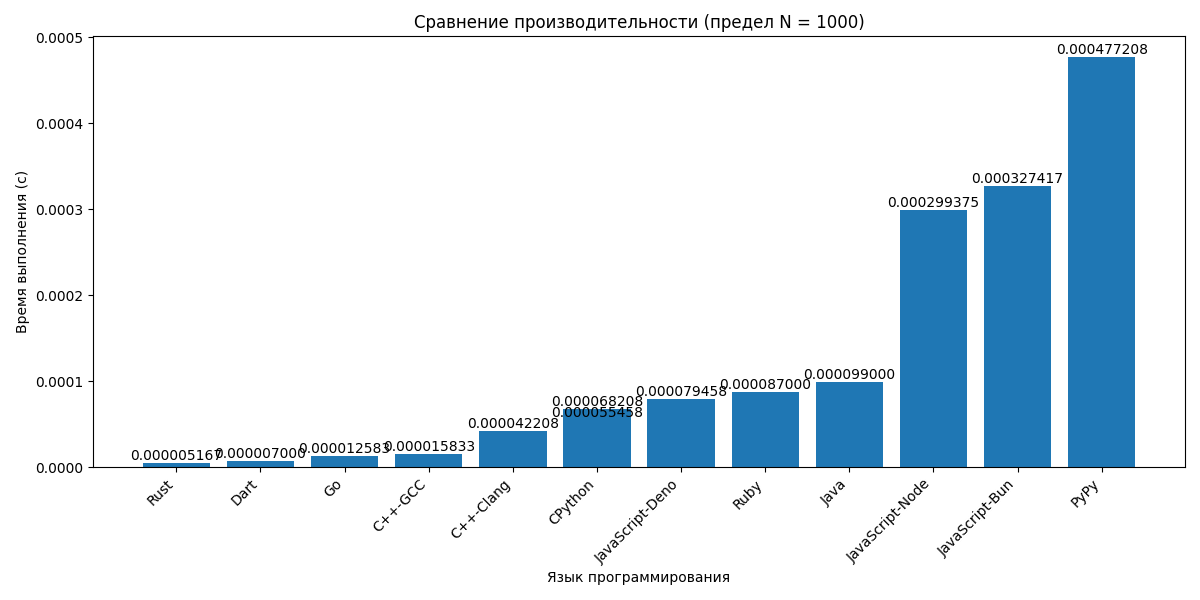 Сравнение производительности (предел N = 1000)
0.0005
0.0004
0.0003
0.0002
0.0001
0.0000
Время выполнения (с)
0.000005167
0.000007000
0.000012583
0.000015833
0.000042208
0.000068208
0.000055458
0.000079458
0.000087000
0.000099000
0.000299375
0.000327417
0.000477208
Rust
Dart
Go
C++-GCC
C++-Clang
CPython
JavaScript-Deno
Ruby
Java
JavaScript-Node
JavaScript-Bun
PyPy
Язык программирования